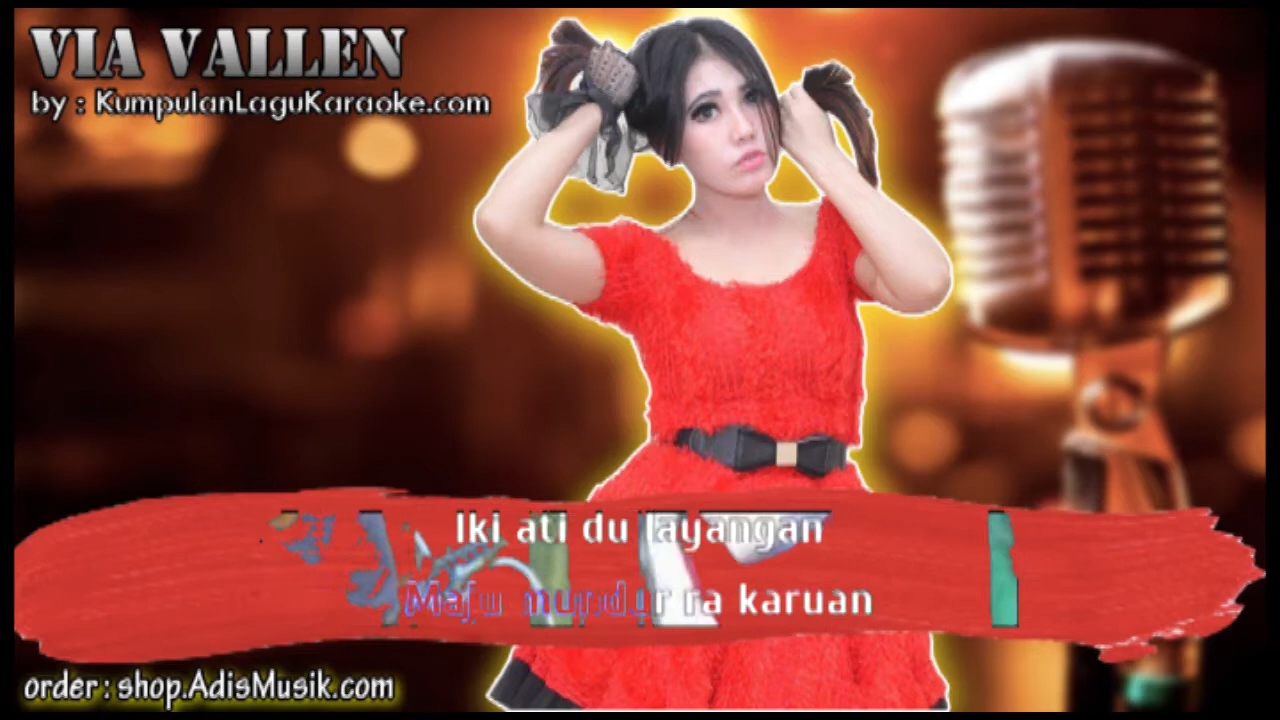 VIA VALLEN
by : KumpulanLaguKaraoke.com
Iki ati du layangan
Maju mundur ra karuan
order : shop.AdisMusik.com